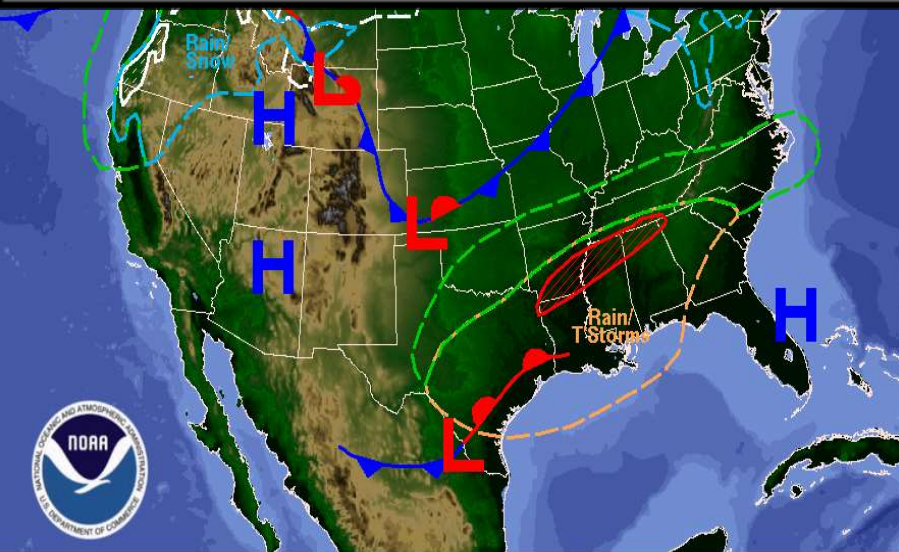 Rain/
Snow
L
H
L
H
H
Rain/
T'Storms
L
NATIONAL OCEANIC AND ATMOSPHERIC ADMINISTRATION
NOAA
U.S. DEPARTMENT OF COMMERCE